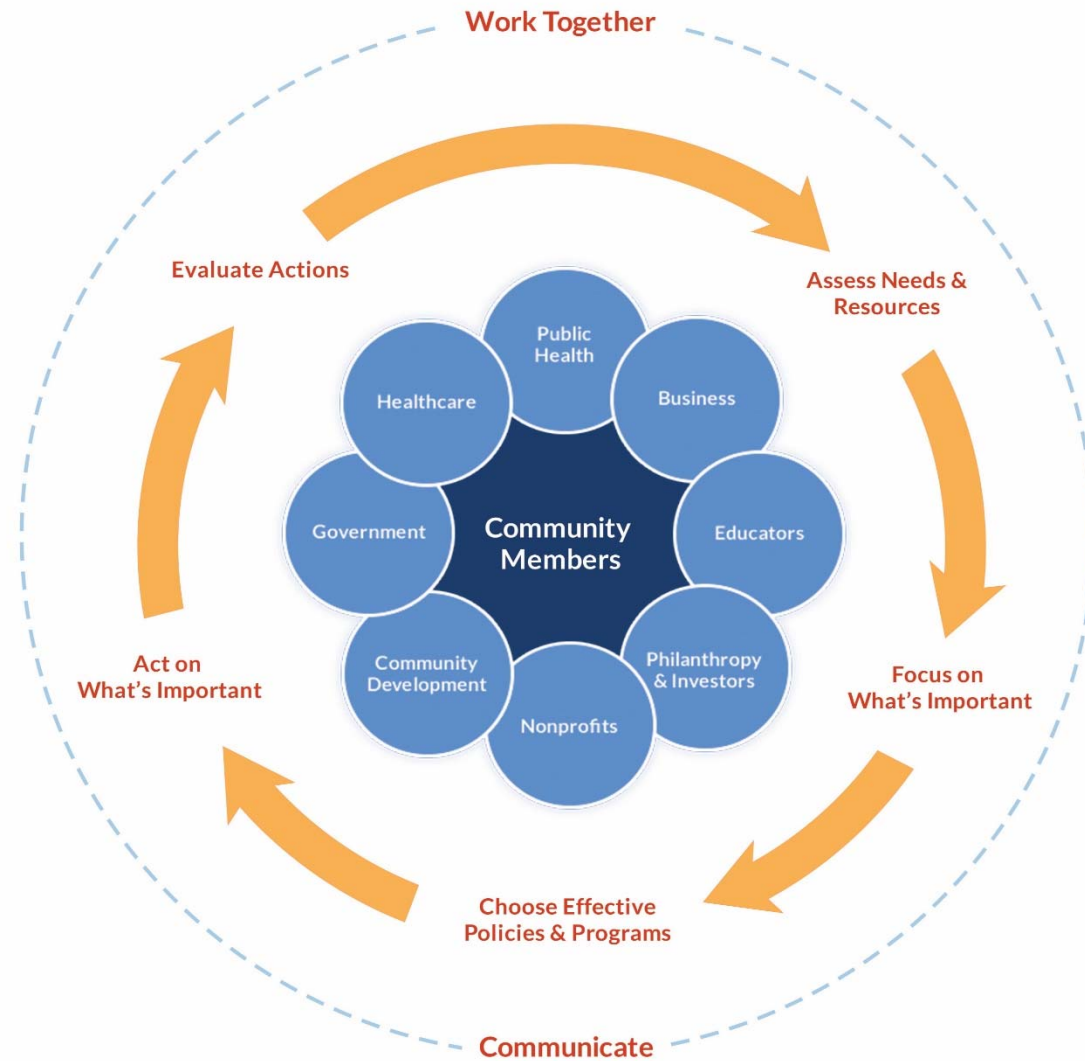 Work Together
Evaluate Actions
Assess Needs &
Resources
Public
Health
Healthcare
Business
Government
Community
Members
Educators
Act on
What's Important
Community
Development
Philanthropy
& Investors
Focus on
What's Important
Nonprofits
Choose Effective
Policies & Programs
Communicate